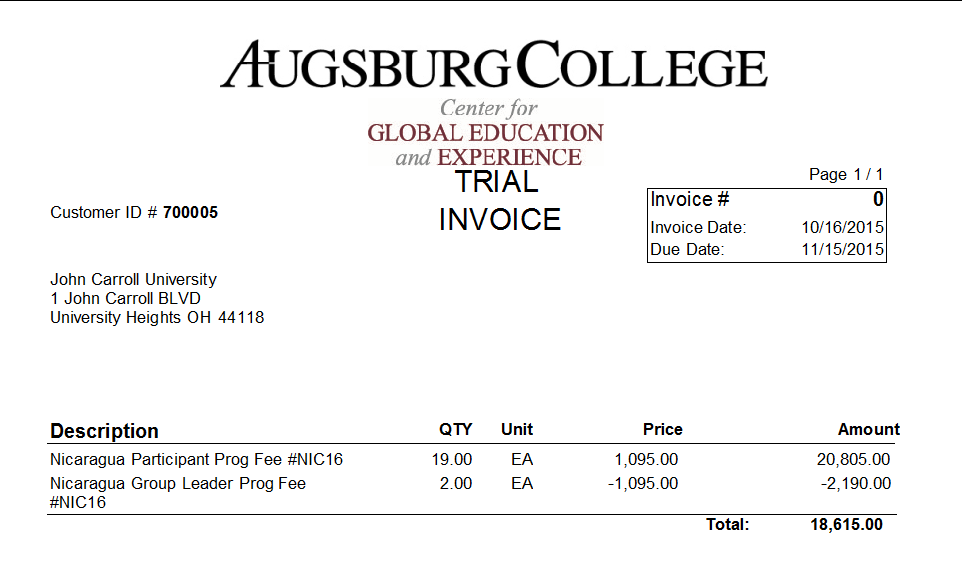 AUGSBURG COLLEGE
Center for
GLOBAL EDUCATION
and EXPERIENCE
TRIAL
INVOICE
Page 1 / 1
Invoice # 0
Invoice Date: 10/16/2015
Due Date: 11/15/2015
Customer ID # 700005
John Carroll University
1 John Carroll BLVD
University Heights OH 44118
Description QTY Unit Price Amount
Nicaragua Participant Prog Fee #NIC16 19.00 EA 1,095.00 20,805.00
Nicaragua Group Leader Prog Fee 2.00 EA -1,095.00 -2,190.00
#NIC16
Total: 18,615.00